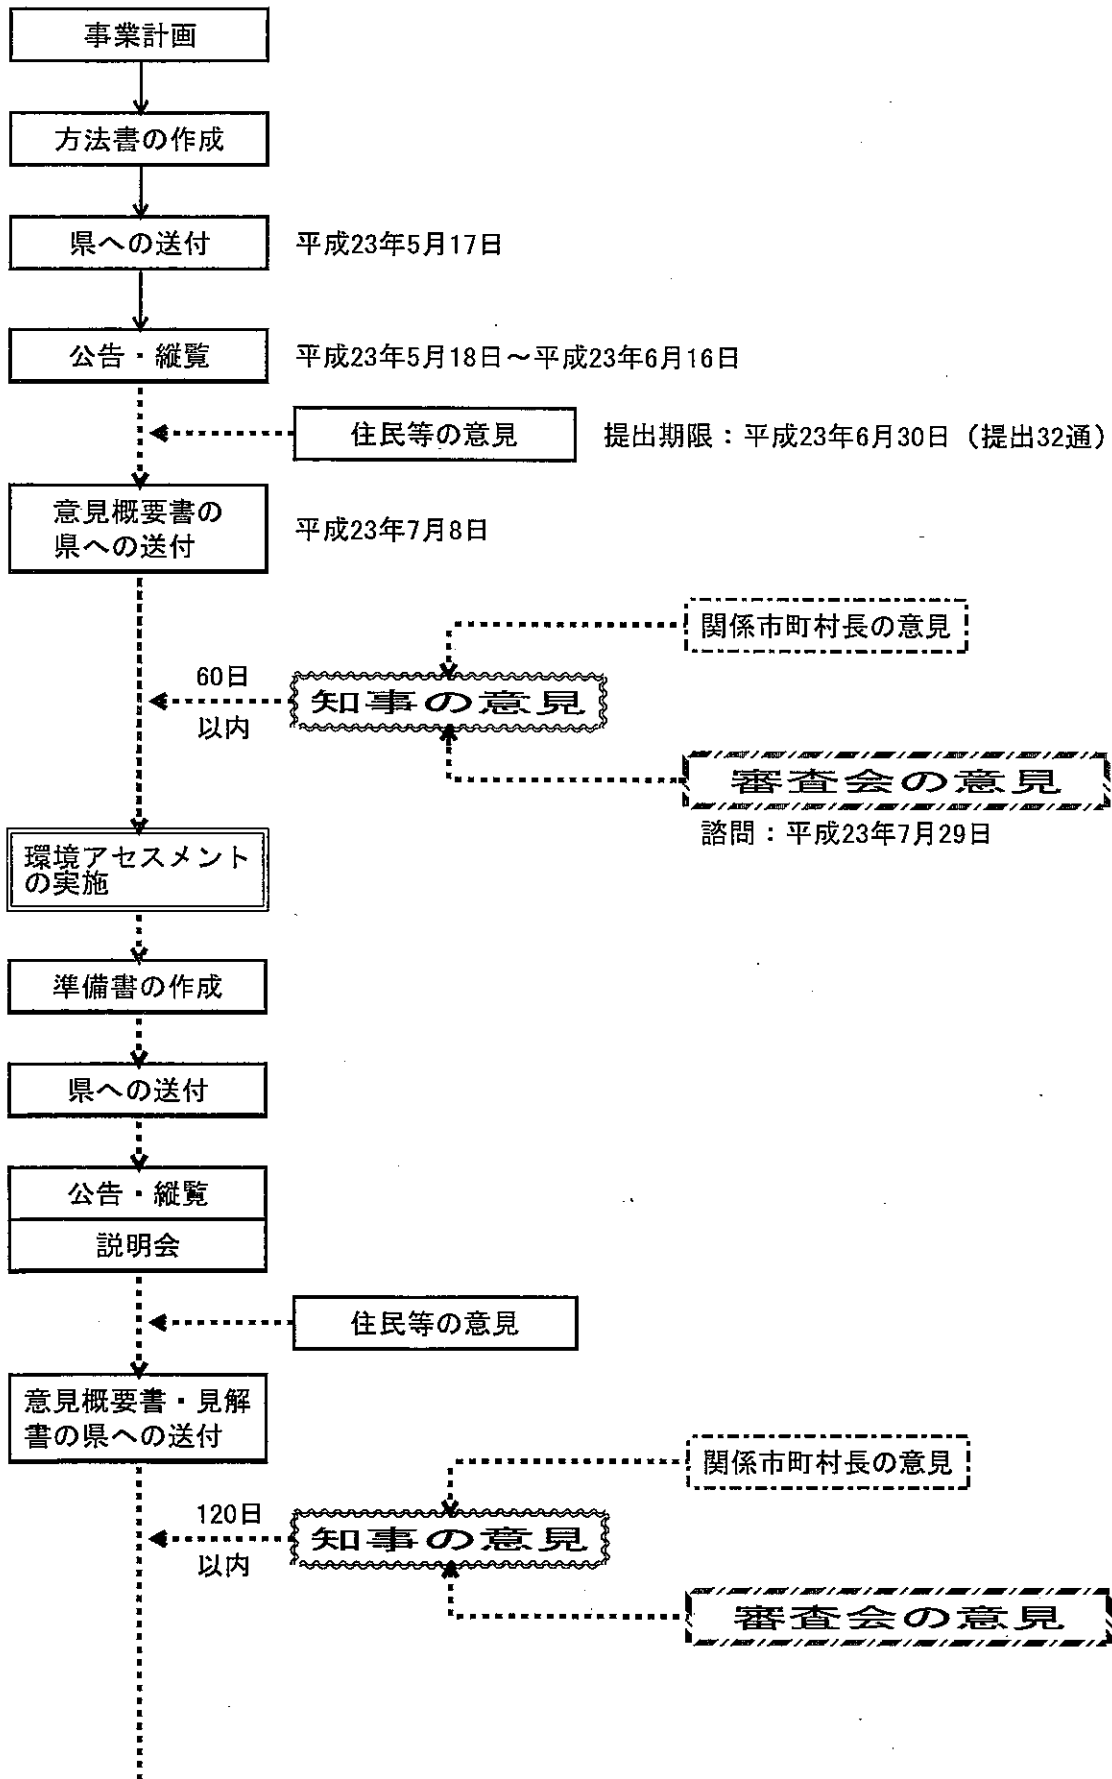 事業計画
方法書の作成
県への送付 平成23年5月17日
公告・縦覧 平成23年5月18日～平成23年6月16日
住民等の意見 提出期限：平成23年6月30日（提出32通）
意見概要書の
県への送付
平成23年7月8日
関係市町村長の意見
60日
以内
知事の意見
審査会の意見
諮問：平成23年7月29日
環境アセスメント
の実施
準備書の作成
県への送付
公告・縦覧
説明会
住民等の意見
意見概要書・見解
書の県への送付
関係市町村長の意見
120日
以内
知事の意見
審査会の意見